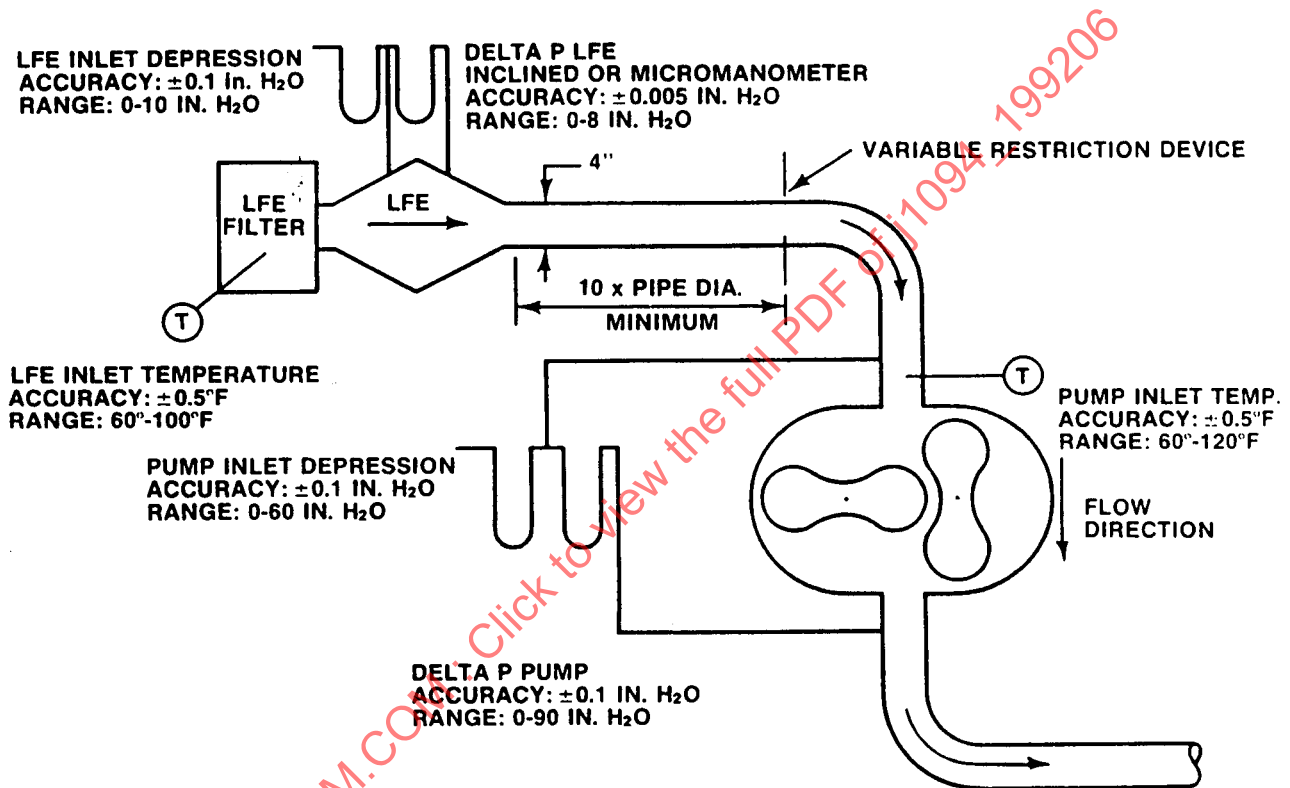 LFE INLET DEPRESSION
ACCURACY: ±0.1 in. H₂O
RANGE: 0-10 IN. H₂O
DELTA P LFE
INCLINED OR MICROMANOMETER
ACCURACY: ±0.005 IN. H₂O
RANGE: 0-8 IN. H₂O
4"
VARIABLE RESTRICTION DEVICE
LFE
FILTER
LFE
10 x PIPE DIA.
MINIMUM
T
LFE INLET TEMPERATURE
ACCURACY: ±0.5°F
RANGE: 60°-100°F
T
PUMP INLET TEMP.
ACCURACY: ±0.5°F
RANGE: 60°-120°F
PUMP INLET DEPRESSION
ACCURACY: ±0.1 IN. H₂O
RANGE: 0-60 IN. H₂O
FLOW
DIRECTION
DELTA P PUMP
ACCURACY: ±0.1 IN. H₂O
RANGE: 0-90 IN. H₂O
M.COM : Click to view the full PDF of j1094_199206